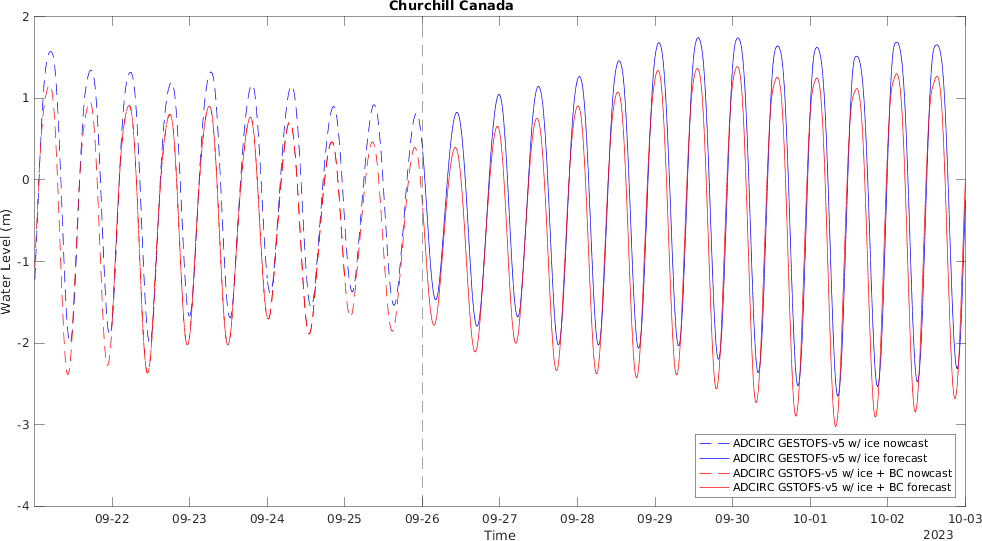 Churchill Canada
2
1
0
-1
-2
-3
-4
Water Level (m)
ADCIRC GESTOFS-v5 w/ ice nowcast
ADCIRC GESTOFS-v5 w/ ice forecast
ADCIRC GSTOFS-v5 w/ ice + BC nowcast
ADCIRC GSTOFS-v5 w/ ice + BC forecast
09-22 09-23 09-24 09-25 09-26 09-27 09-28 09-29 09-30 10-01 10-02 10-03
Time
2023